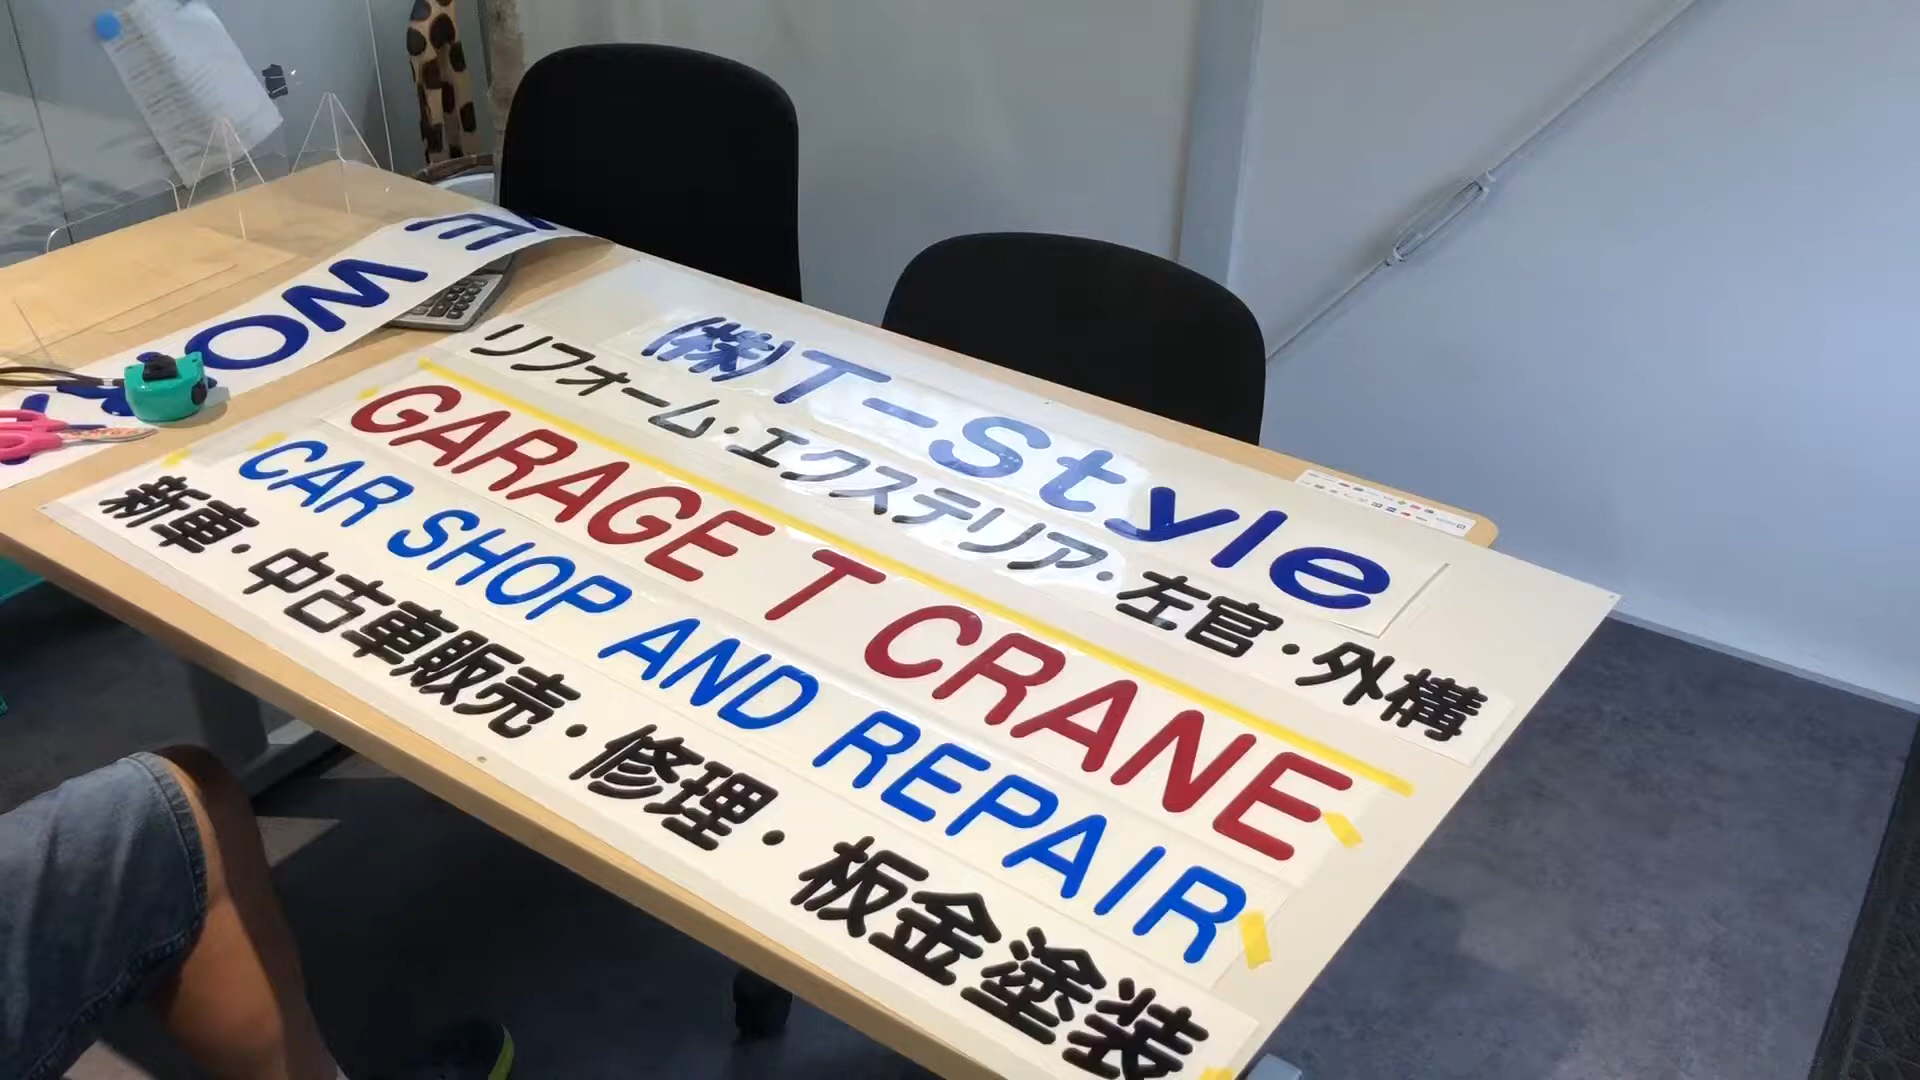 ㈱T-Style
リフォーム・エクステリア・左官・外構
GARAGE T CRANE
CAR SHOP AND REPAIR
新車・中古車販売・修理・板金塗装